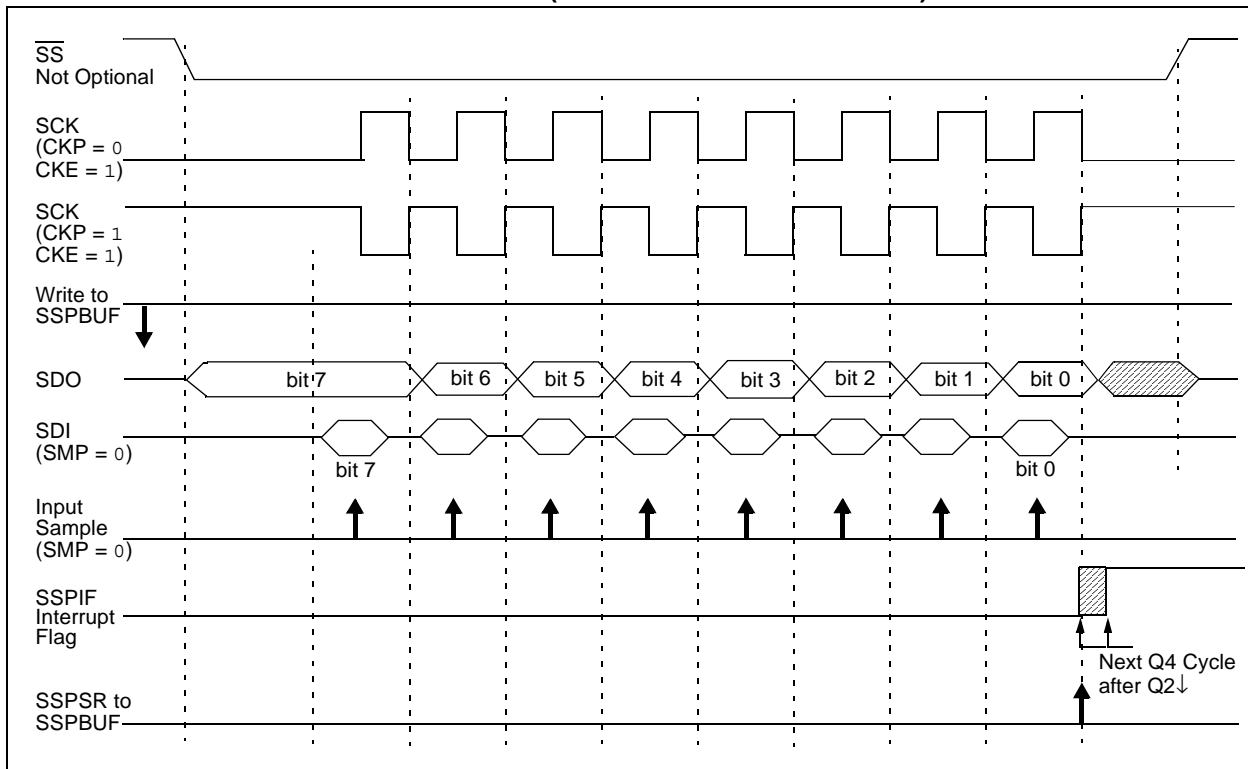 SS
Not Optional
SCK
(CKP = 0
CKE = 1)
SCK
(CKP = 1
CKE = 1)
Write to
SSPBUF
SDO
bit 7 bit 6 bit 5 bit 4 bit 3 bit 2 bit 1 bit 0
SDI
(SMP = 0)
bit 7 bit 0
Input
Sample
(SMP = 0)
SSPIF
Interrupt
Flag
Next Q4 Cycle
after Q2↓
SSPSR to
SSPBUF